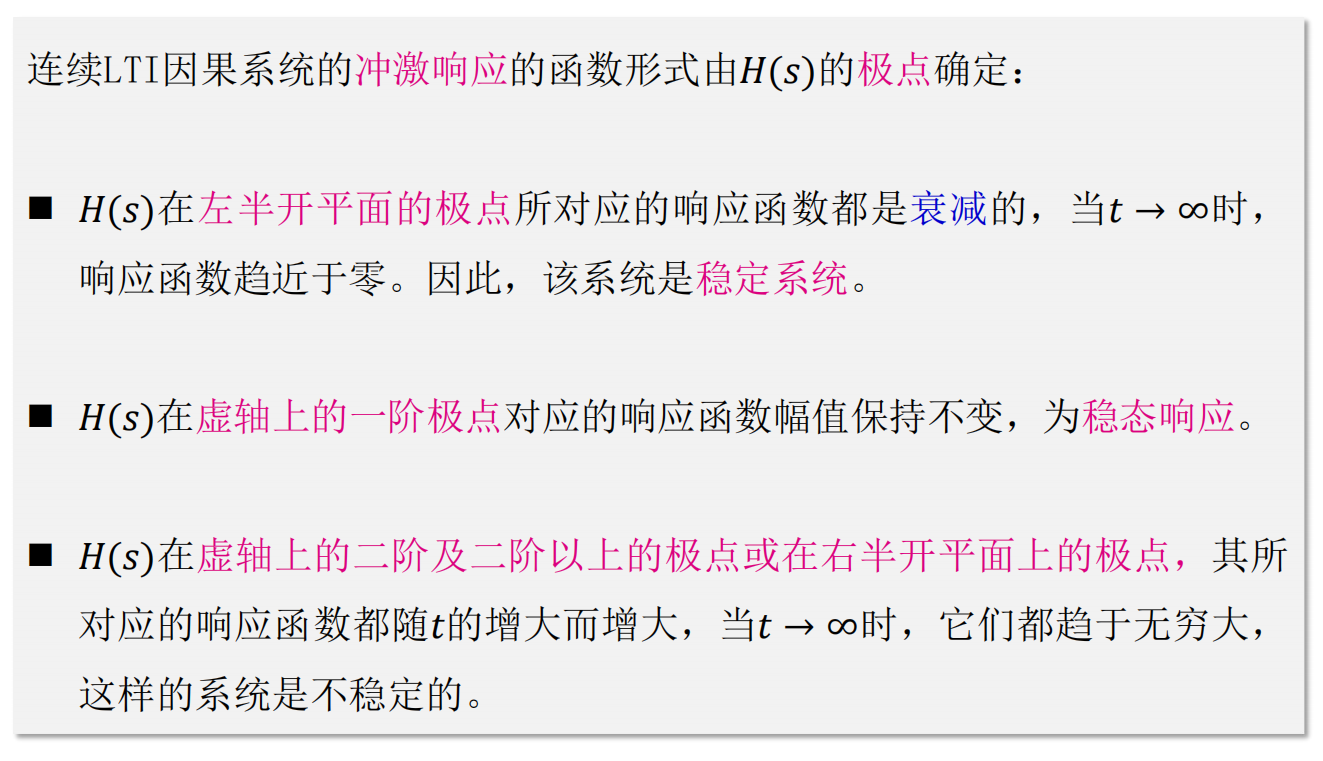 连续LTI因果系统的冲激响应的函数形式由H(s)的极点确定：
■ H(s)在左半开平面的极点所对应的响应函数都是衰减的，当t → ∞时，
响应函数趋近于零。因此，该系统是稳定系统。
■ H(s)在虚轴上的一阶极点对应的响应函数幅值保持不变，为稳态响应。
■ H(s)在虚轴上的二阶及二阶以上的极点或在右半开平面上的极点，其所
对应的响应函数都随t的增大而增大，当t → ∞时，它们都趋于无穷大，
这样的系统是不稳定的。